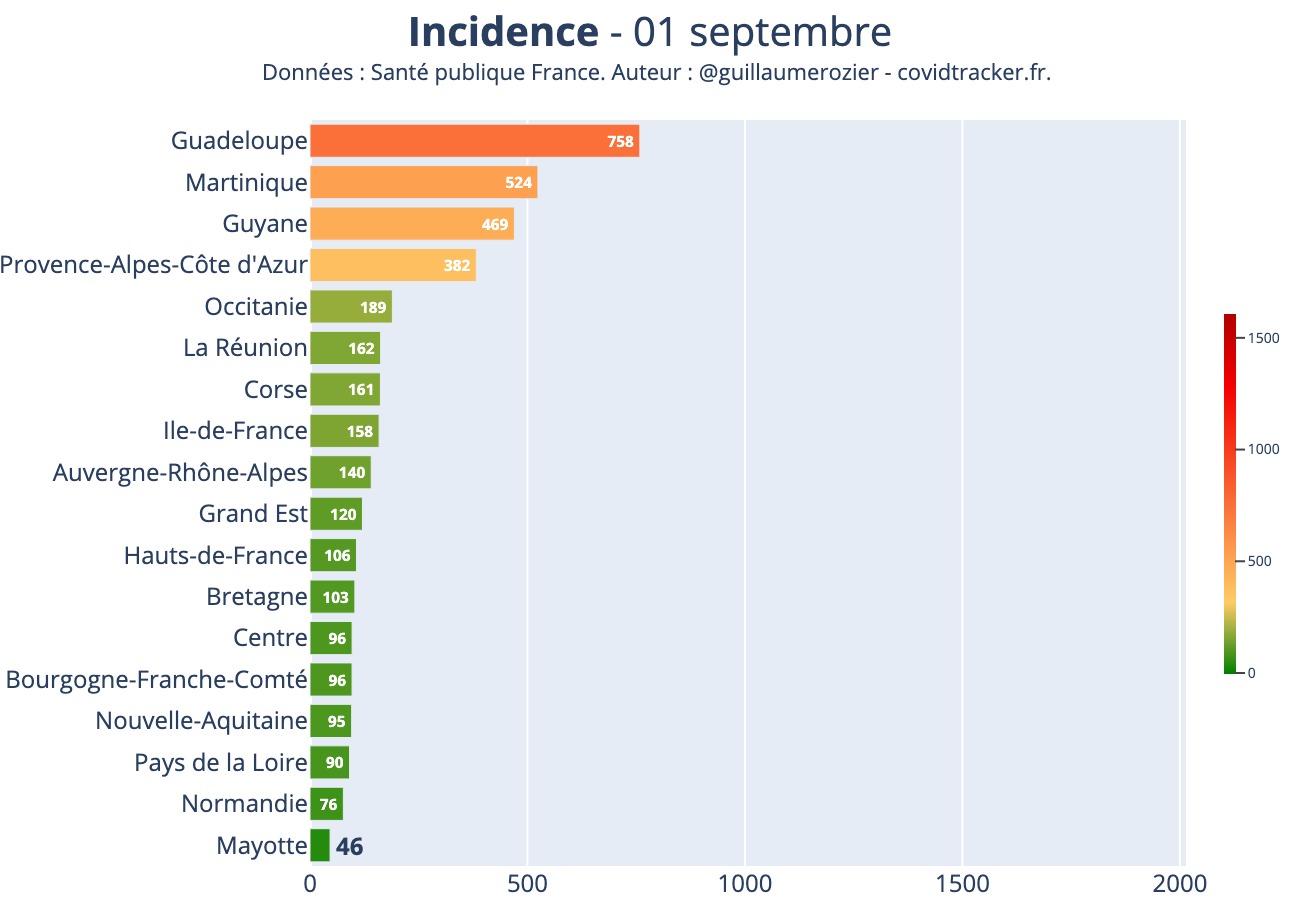 Incidence - 01 septembre
Données : Santé publique France. Auteur : @guillaumerozier - covidtracker.fr.
Guadeloupe 758
Martinique 524
Guyane 469
Provence-Alpes-Côte d'Azur 382
Occitanie 189
La Réunion 162
Corse 161
Ile-de-France 158
Auvergne-Rhône-Alpes 140
Grand Est 120
Hauts-de-France 106
Bretagne 103
Centre 96
Bourgogne-Franche-Comté 96
Nouvelle-Aquitaine 95
Pays de la Loire 90
Normandie 76
Mayotte 46
0 500 1000 1500 2000
1500
1000
500
0